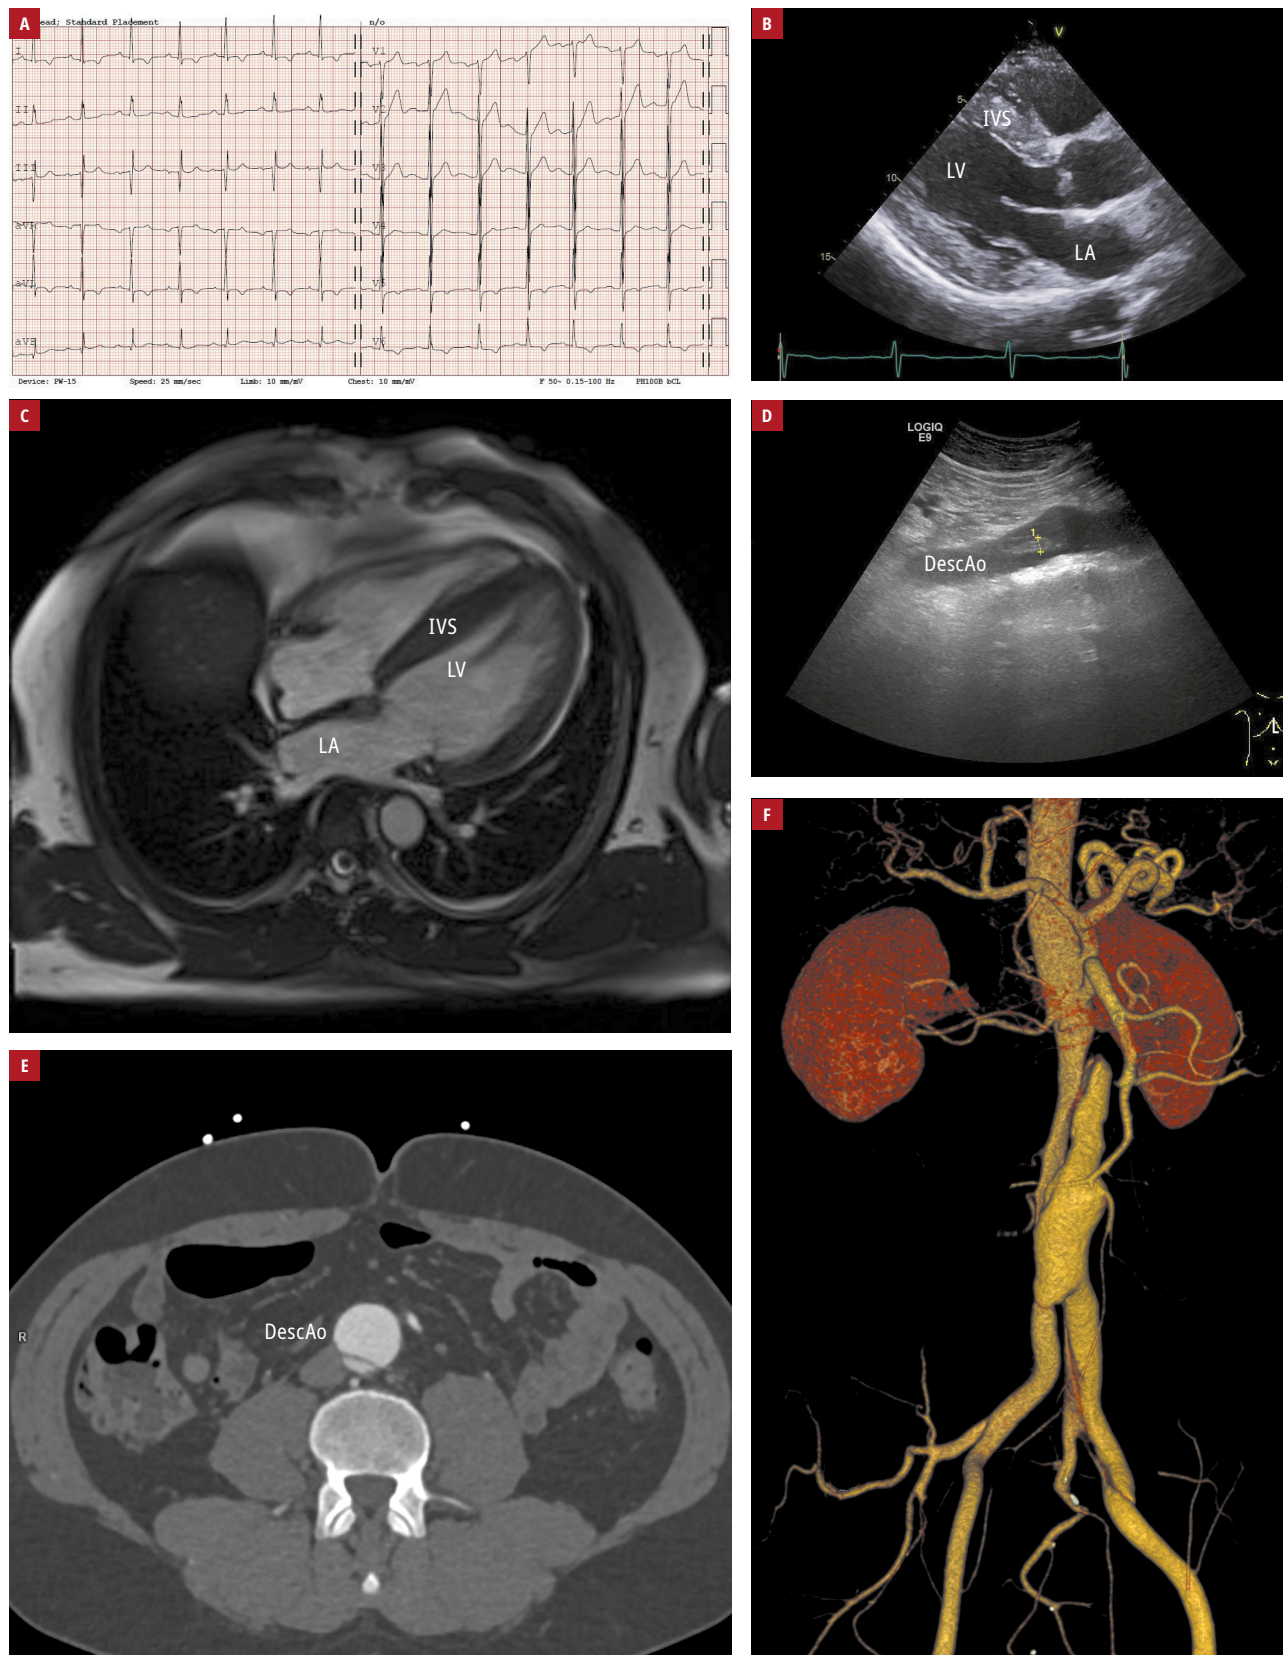 A
ead; Standard Placement
n/o
I
II
III
aVR
aVL
aVF
V1
V2
V3
V4
V5
V6
Device: PW-15 Speed: 25 mm/sec Limb: 10 mm/mV Chest: 10 mm/mV F 50~ 0.15-100 Hz PH100B bCL
B
V
5
10
15
IVS
LV
LA
C
IVS
LV
LA
D
LOGIQ
E9
1
DescAo
L
E
DescAo
R
F